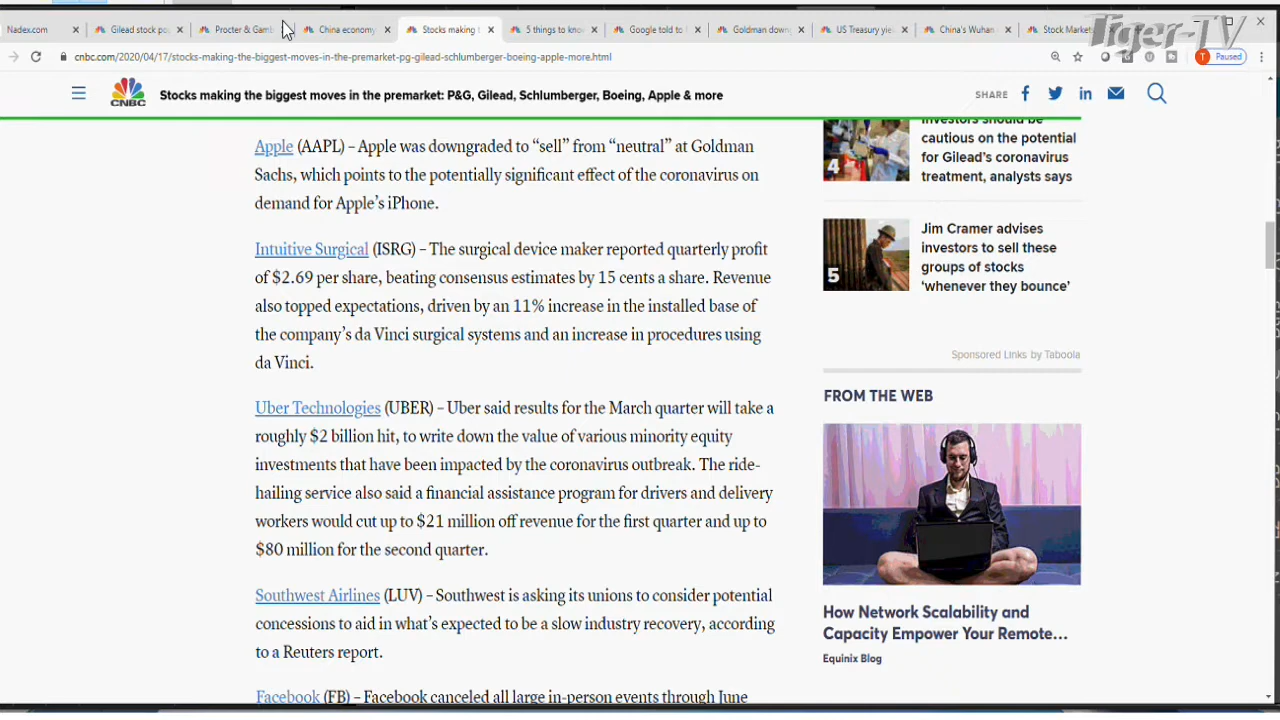 Nadex.com
Gilead stock po
Procter & Gam
China economy
Stocks making
5 things to kno
Google told to
Goldman down
US Treasury yie
China's Wuhan
Stock Market
Tiger-TV
cnbc.com/2020/04/17/stocks-making-the-biggest-moves-in-the-premarket-pg-gilead-schlumberger-boeing-apple-more.html
T
Paused
CNBC
Stocks making the biggest moves in the premarket: P&G, Gilead, Schlumberger, Boeing, Apple & more
SHARE
Apple (AAPL) – Apple was downgraded to “sell” from “neutral” at Goldman
Sachs, which points to the potentially significant effect of the coronavirus on
demand for Apple’s iPhone.
Intuitive Surgical (ISRG) – The surgical device maker reported quarterly profit
of $2.69 per share, beating consensus estimates by 15 cents a share. Revenue
also topped expectations, driven by an 11% increase in the installed base of
the company’s da Vinci surgical systems and an increase in procedures using
da Vinci.
Uber Technologies (UBER) – Uber said results for the March quarter will take a
roughly $2 billion hit, to write down the value of various minority equity
investments that have been impacted by the coronavirus outbreak. The ride-
hailing service also said a financial assistance program for drivers and delivery
workers would cut up to $21 million off revenue for the first quarter and up to
$80 million for the second quarter.
Southwest Airlines (LUV) – Southwest is asking its unions to consider potential
concessions to aid in what’s expected to be a slow industry recovery, according
to a Reuters report.
Facebook (FB) – Facebook canceled all large in-person events through June
4
Investors should be
cautious on the potential
for Gilead’s coronavirus
treatment, analysts says
5
Jim Cramer advises
investors to sell these
groups of stocks
‘whenever they bounce’
Sponsored Links by Taboola
FROM THE WEB
How Network Scalability and
Capacity Empower Your Remote…
Equinix Blog